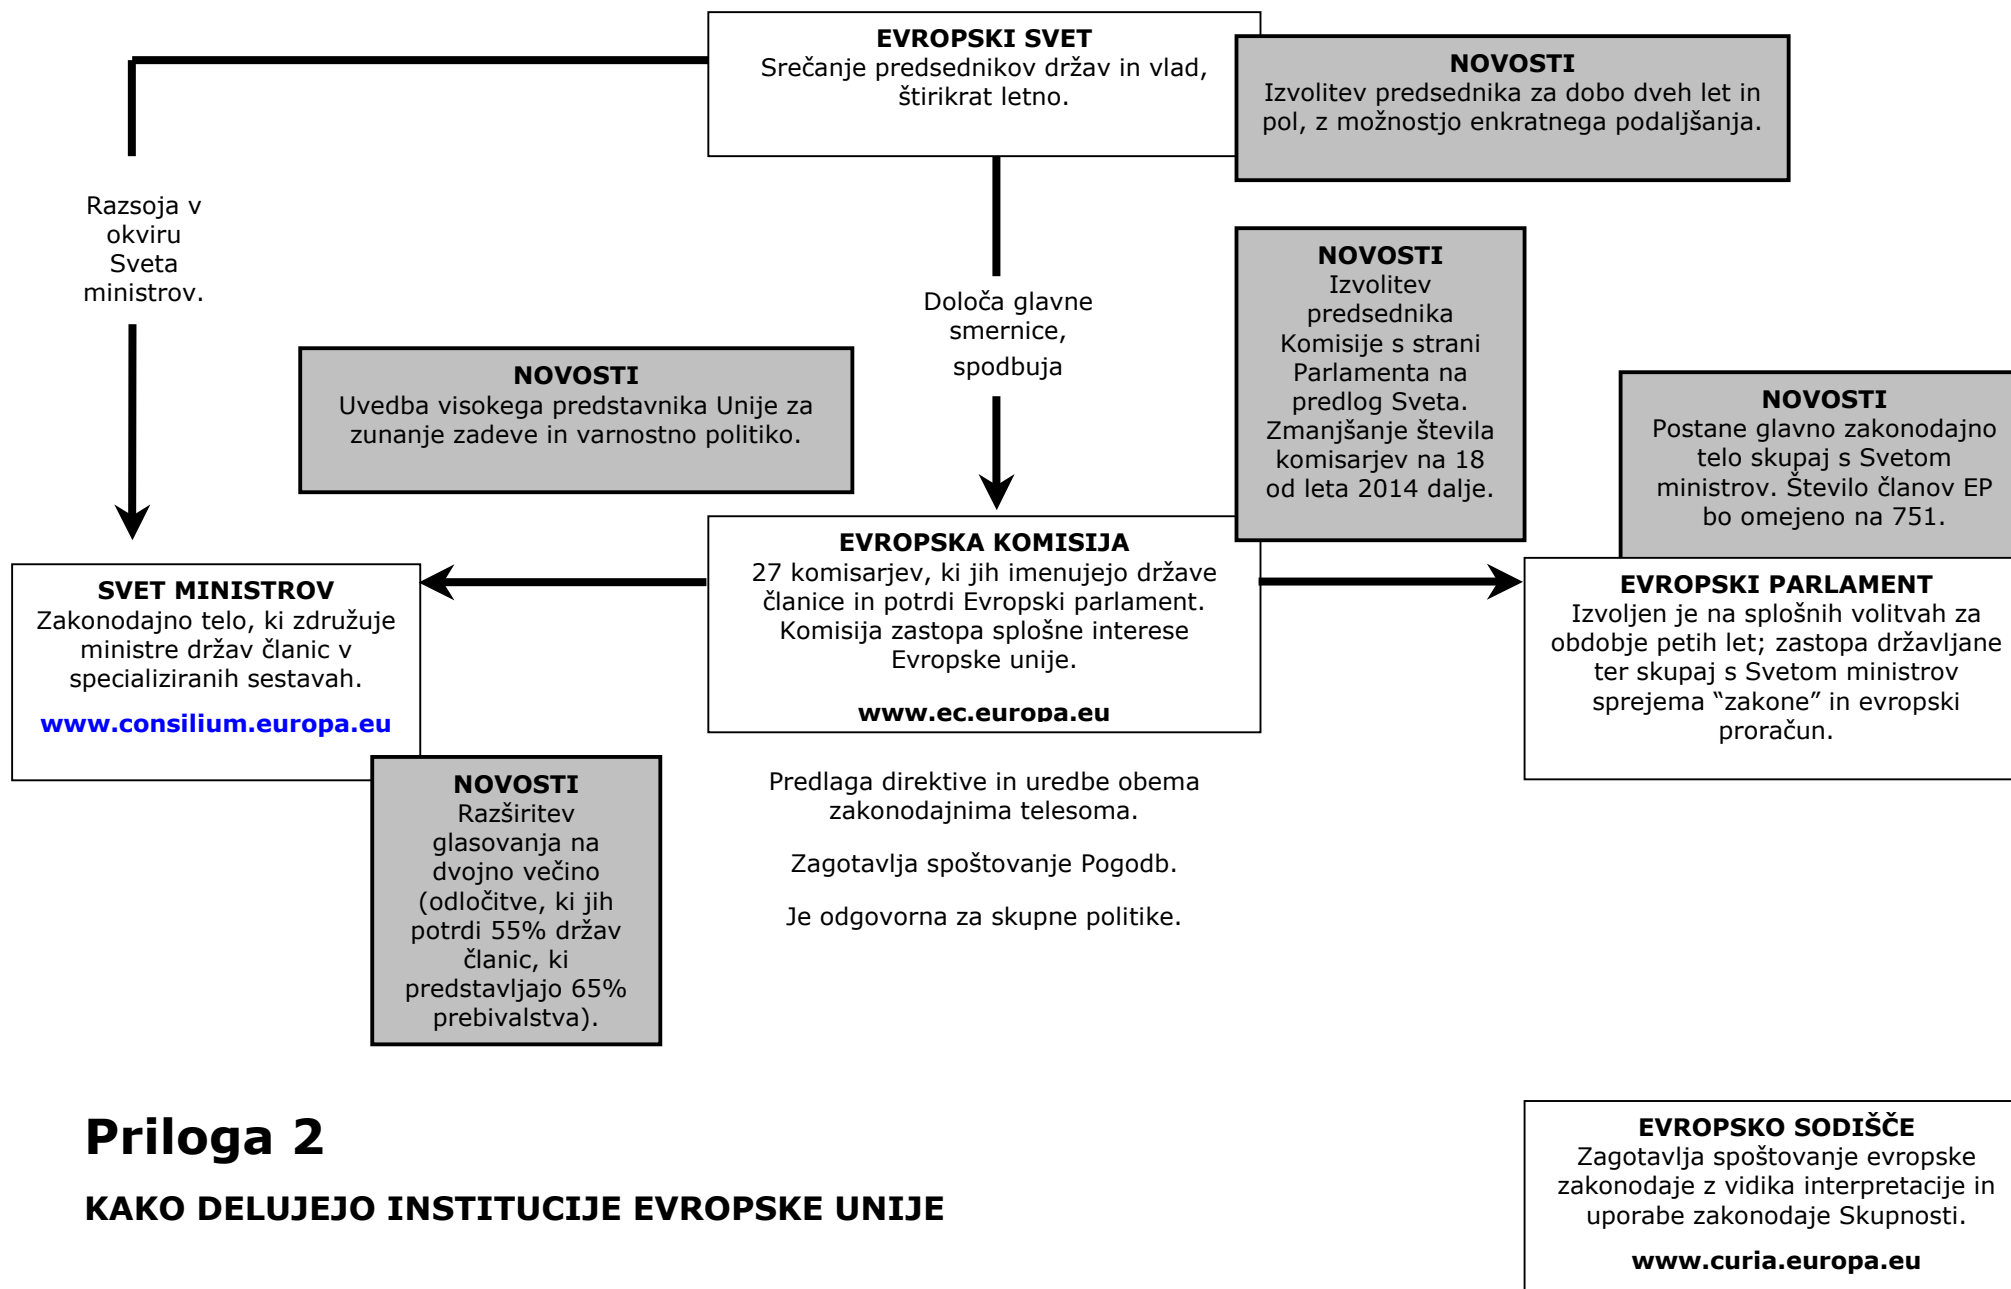 EVROPSKI SVET
Srečanje predsednikov držav in vlad,
štirikrat letno.
NOVOSTI
Izvolitev predsednika za dobo dveh let in
pol, z možnostjo enkratnega podaljšanja.
Razsoja v
okviru
Sveta
ministrov.
Določa glavne
smernice,
spodbuja
NOVOSTI
Izvolitev
predsednika
Komisije s strani
Parlamenta na
predlog Sveta.
Zmanjšanje števila
komisarjev na 18
od leta 2014 dalje.
NOVOSTI
Uvedba visokega predstavnika Unije za
zunanje zadeve in varnostno politiko.
NOVOSTI
Postane glavno zakonodajno
telo skupaj s Svetom
ministrov. Število članov EP
bo omejeno na 751.
SVET MINISTROV
Zakonodajno telo, ki združuje
ministre držav članic v
specializiranih sestavah.
www.consilium.europa.eu
EVROPSKA KOMISIJA
27 komisarjev, ki jih imenujejo države
članice in potrdi Evropski parlament.
Komisija zastopa splošne interese
Evropske unije.
www.ec.europa.eu
EVROPSKI PARLAMENT
Izvoljen je na splošnih volitvah za
obdobje petih let; zastopa državljane
ter skupaj s Svetom ministrov
sprejema “zakone” in evropski
proračun.
NOVOSTI
Razširitev
glasovanja na
dvojno večino
(odločitve, ki jih
potrdi 55% držav
članic, ki
predstavljajo 65%
prebivalstva).
Predlaga direktive in uredbe obema
zakonodajnima telesoma.
Zagotavlja spoštovanje Pogodb.
Je odgovorna za skupne politike.
Priloga 2
KAKO DELUJEJO INSTITUCIJE EVROPSKE UNIJE
EVROPSKO SODIŠČE
Zagotavlja spoštovanje evropske
zakonodaje z vidika interpretacije in
uporabe zakonodaje Skupnosti.
www.curia.europa.eu